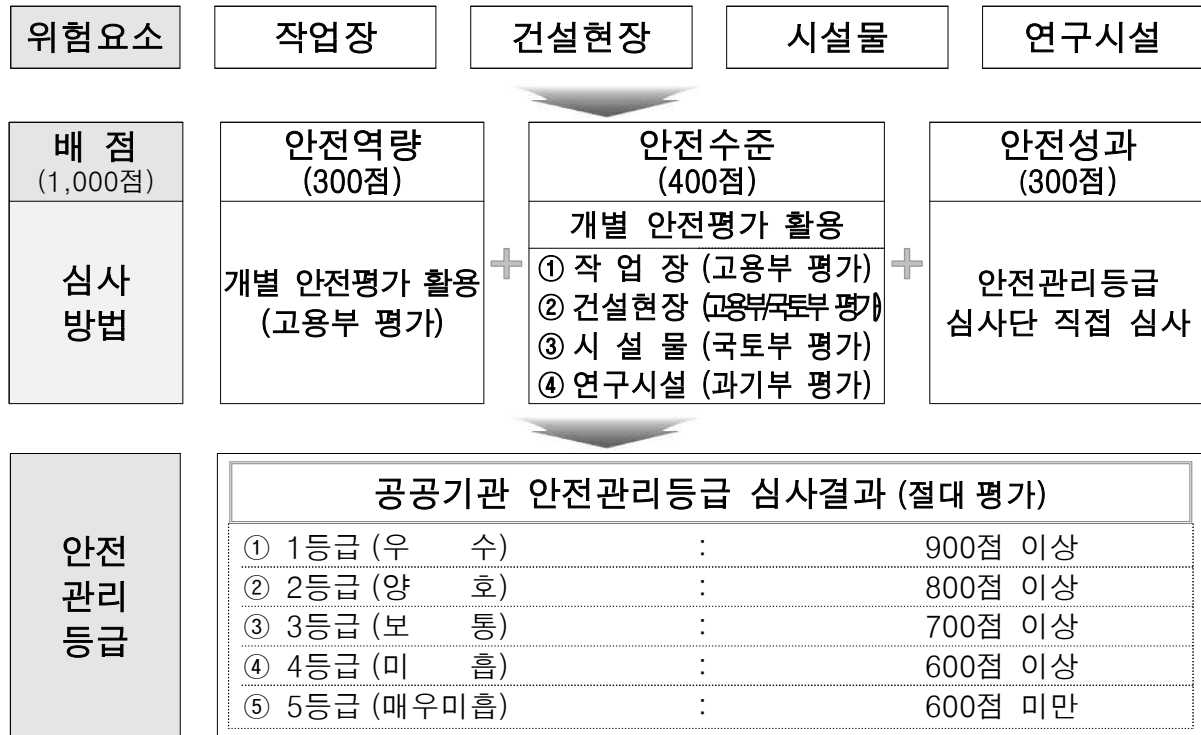 위험요소 작업장 건설현장 시설물 연구시설
배 점 안전역량 안전수준 안전성과
(1,000점) (300점) (400점) (300점)
개별 안전평가 활용
심사
방법
개별 안전평가 활용
(고용부 평가)
① 작 업 장 (고용부 평가)
② 건설현장 (고용부/국토부 평가)
③ 시 설 물 (국토부 평가)
④ 연구시설 (과기부 평가)
안전관리등급
심사단 직접 심사
안전
관리
등급
공공기관 안전관리등급 심사결과 (절대 평가)
① 1등급 (우 수) : 900점 이상
② 2등급 (양 호) : 800점 이상
③ 3등급 (보 통) : 700점 이상
④ 4등급 (미 흡) : 600점 이상
⑤ 5등급 (매우미흡) : 600점 미만